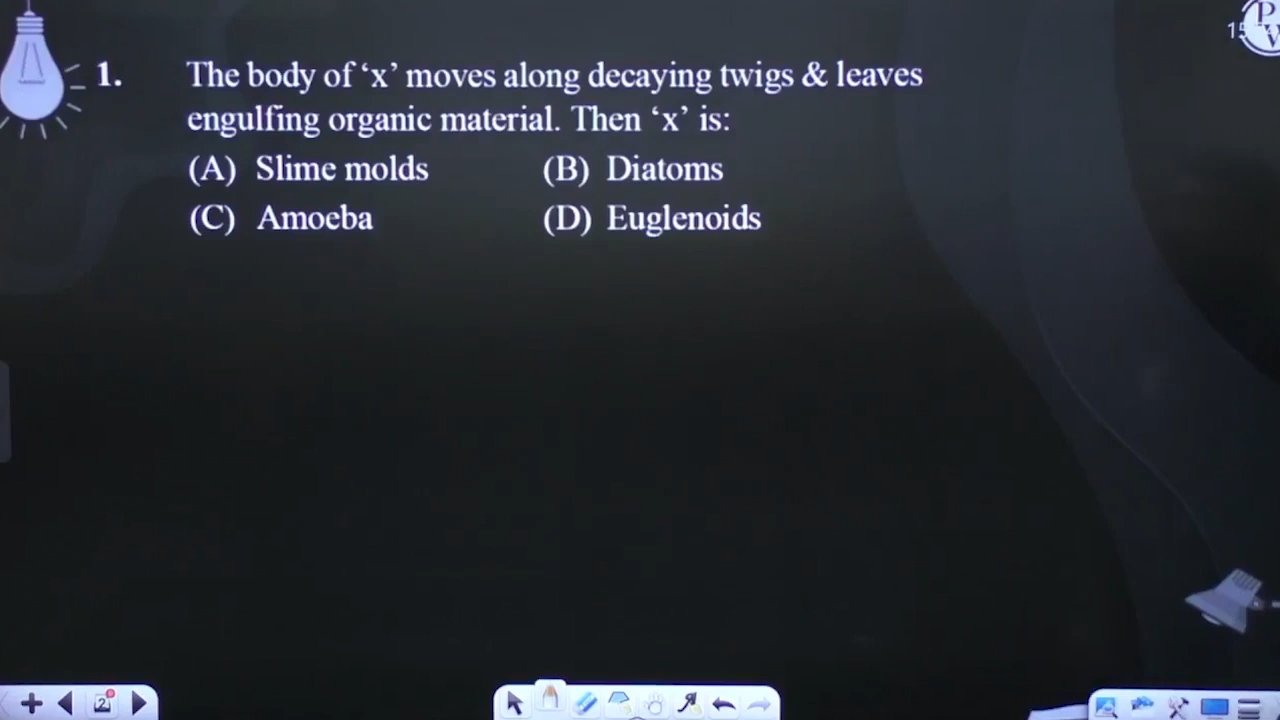 1. The body of ‘x’ moves along decaying twigs & leaves
engulfing organic material. Then ‘x’ is:
(A) Slime molds (B) Diatoms
(C) Amoeba (D) Euglenoids
P
W
2